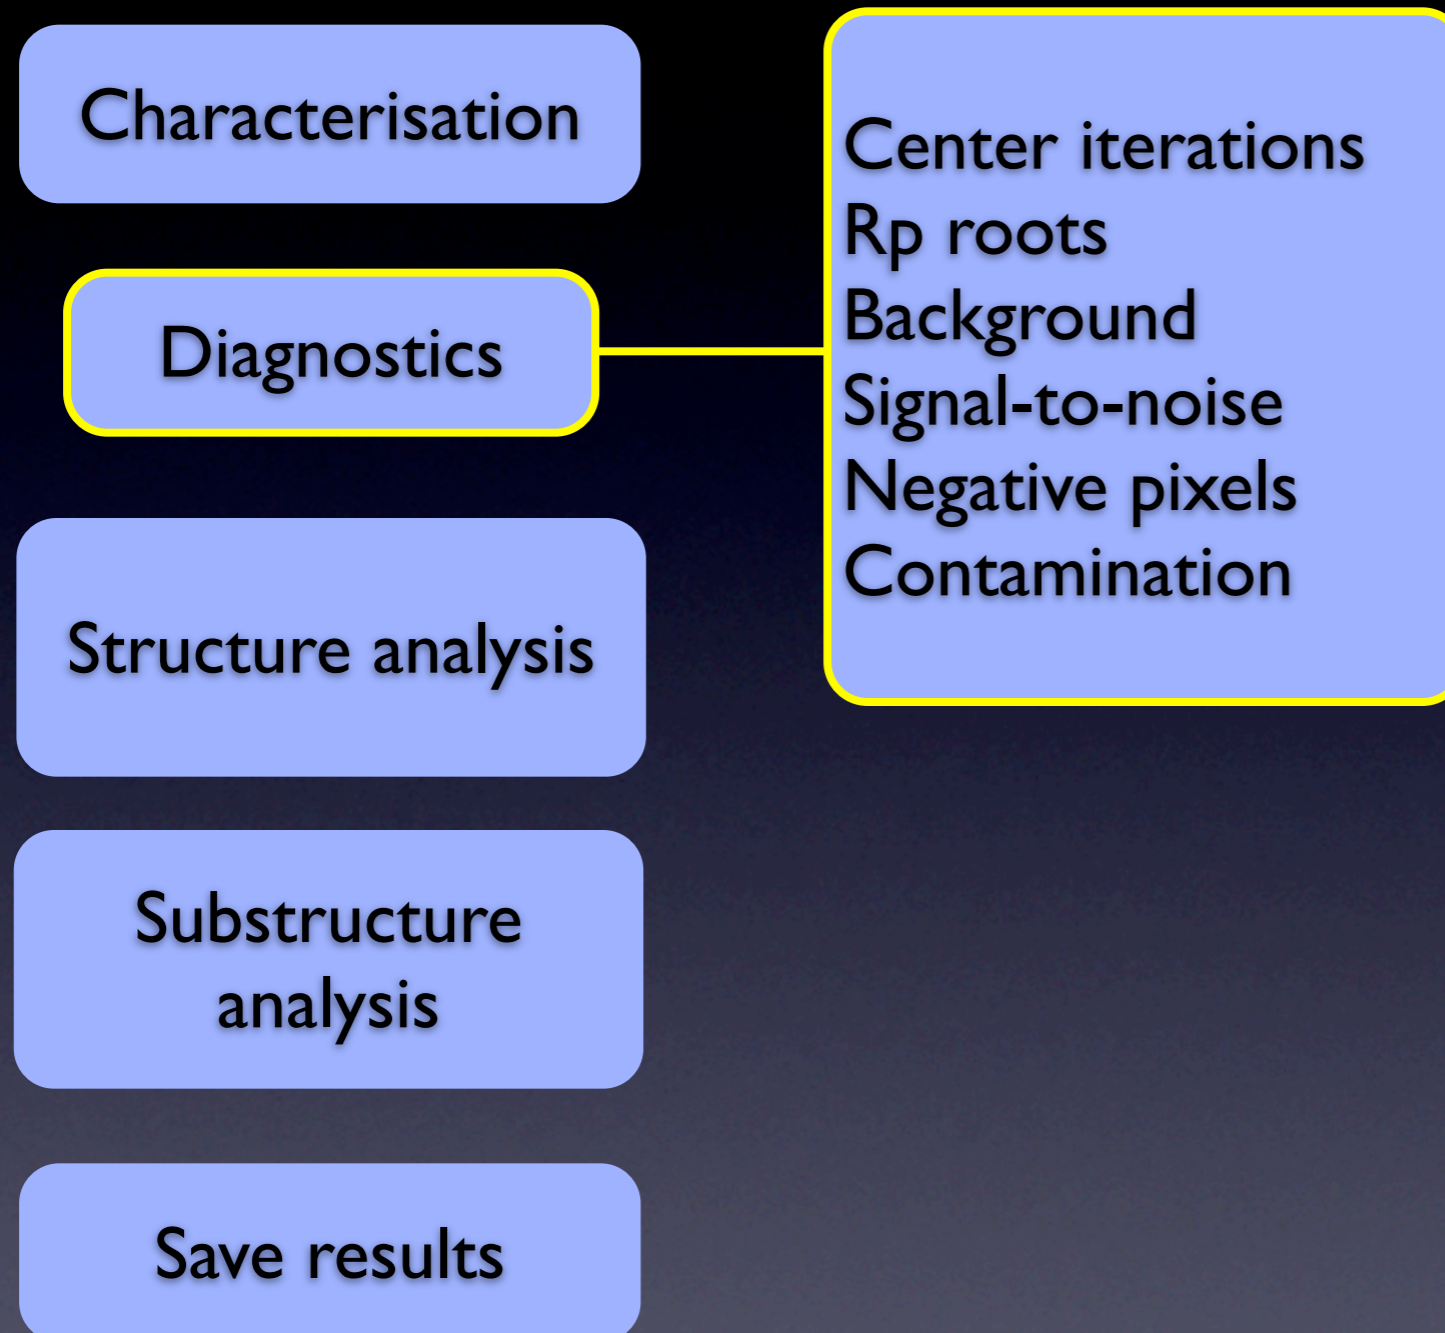 Characterisation
Diagnostics
Center iterations
Rp roots
Background
Signal-to-noise
Negative pixels
Contamination
Structure analysis
Substructure
analysis
Save results